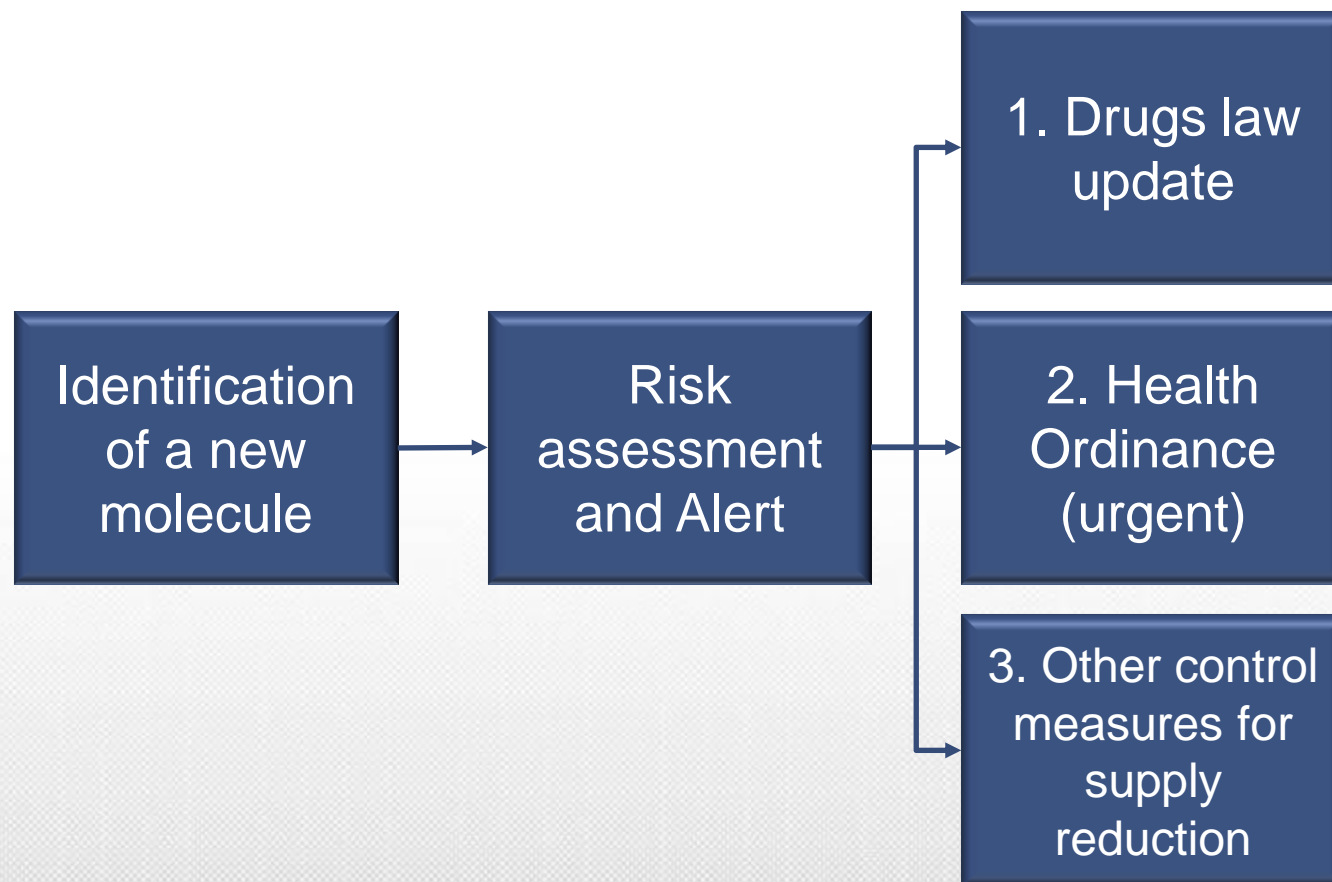 Identification
of a new
molecule
Risk
assessment
and Alert
1. Drugs law
update
2. Health
Ordinance
(urgent)
3. Other control
measures for
supply
reduction